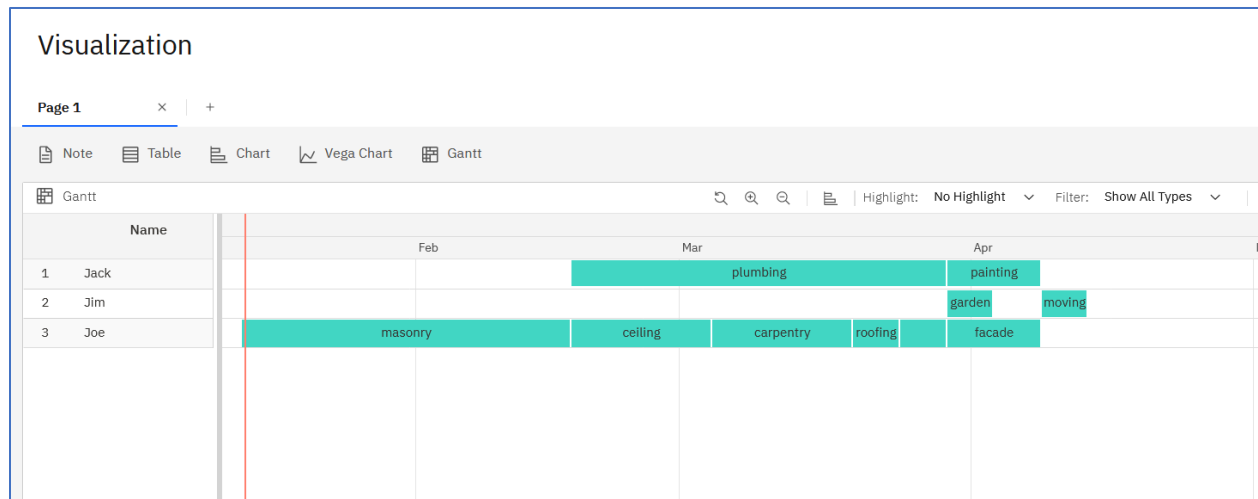 Visualization
Page 1 × +
Note Table Chart Vega Chart Gantt
Gantt Highlight: No Highlight Filter: Show All Types
Name
Feb Mar Apr
1 Jack plumbing painting
2 Jim garden moving
3 Joe masonry ceiling carpentry roofing facade